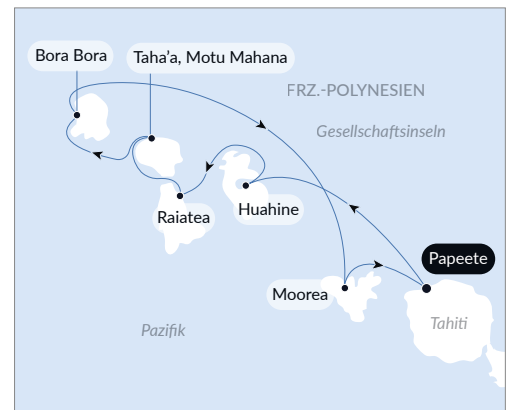 Bora Bora
Taha'a, Motu Mahana
FRZ.-POLYNESIEN
Gesellschaftsinseln
Raiatea
Huahine
Papeete
Moorea
Tahiti
Pazifik